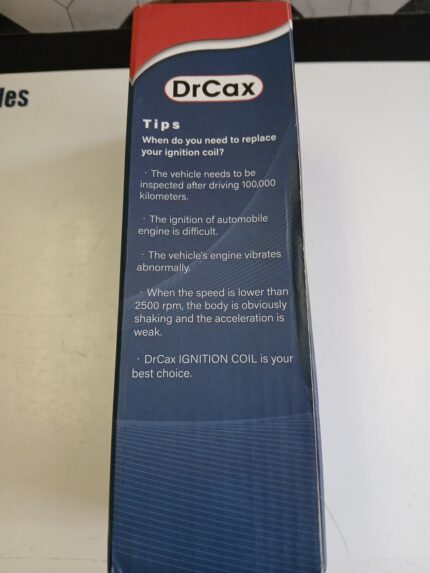 les
DrCax
Tips
When do you need to replace
your ignition coil?
· The vehicle needs to be
inspected after driving 100,000
kilometers.
· The ignition of automobile
engine is difficult.
· The vehicle's engine vibrates
abnormally.
· When the speed is lower than
2500 rpm, the body is obviously
shaking and the acceleration is
weak.
· DrCax IGNITION COIL is your
best choice.